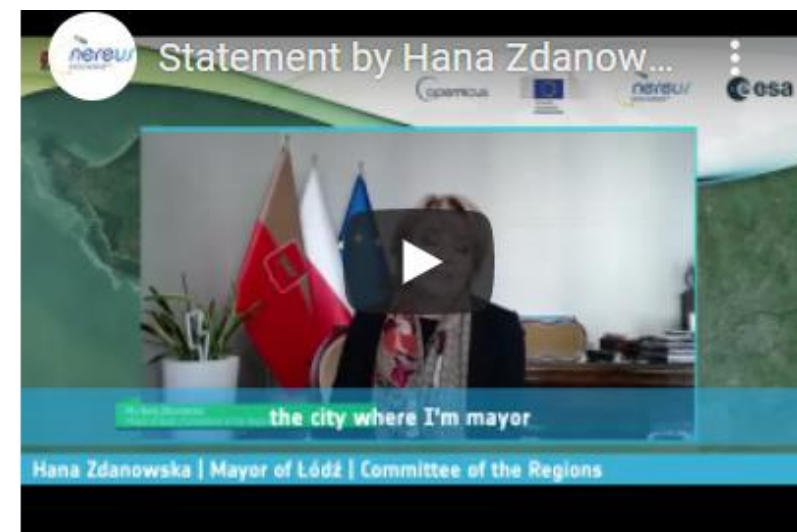 nereus
Statement by Hana Zdanow...
opernicus
nereus
esa
the city where I'm mayor
Hana Zdanowska | Mayor of Łódź | Committee of the Regions